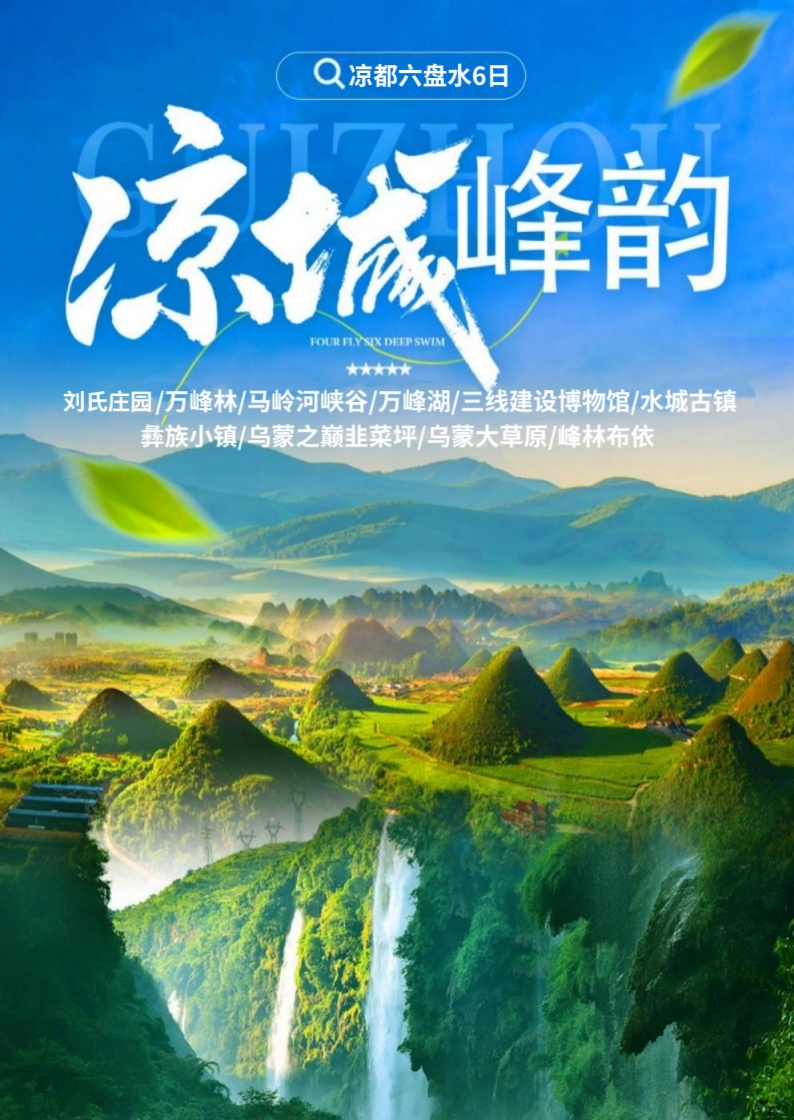 凉都六盘水6日
GUIZHOU
凉城峰韵
FOUR FLY SIX DEEP SWIM
★★★★★
刘氏庄园/万峰林/马岭河峡谷/万峰湖/三线建设博物馆/水城古镇
彝族小镇/乌蒙之巅韭菜坪/乌蒙大草原/峰林布依